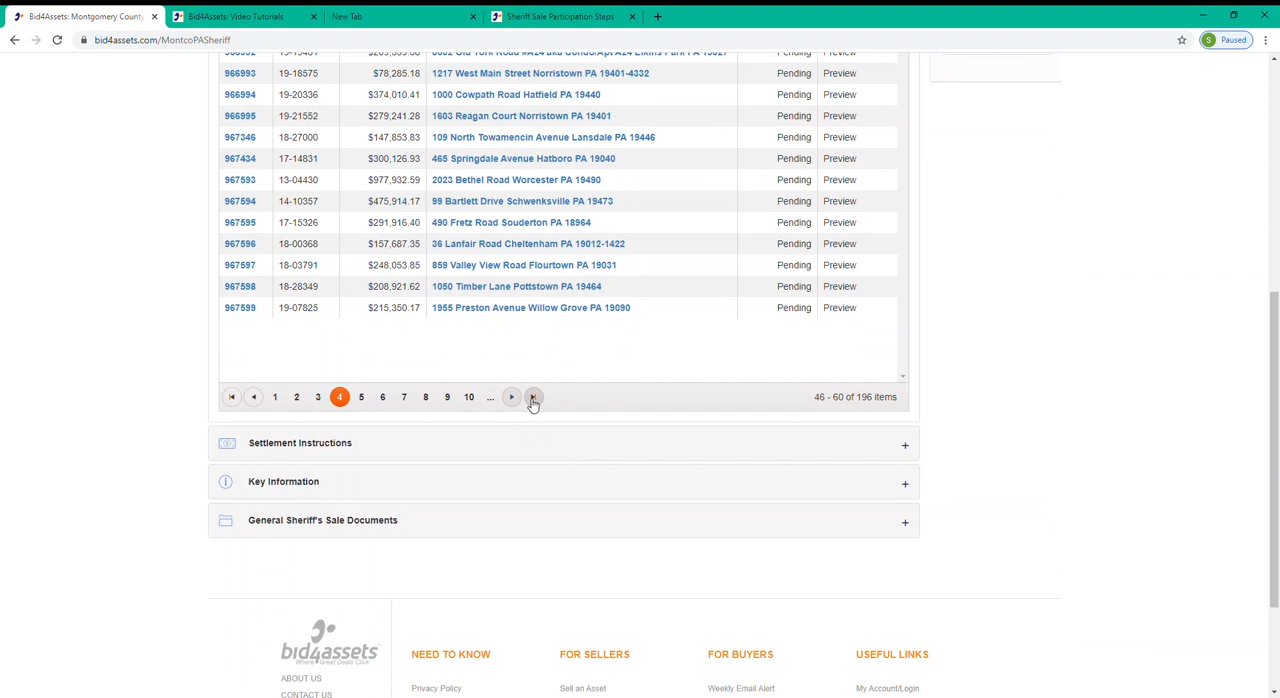 Bid4Assets: Montgomery County
Bid4Assets: Video Tutorials
New Tab
Sheriff Sale Participation Steps
bid4assets.com/MontcoPASheriff
S Paused
966992 19-19481 Pending Preview
966993 19-18575 $78,285.18 1217 West Main Street Norristown PA 19401-4332 Pending Preview
966994 19-20336 $374,010.41 1000 Cowpath Road Hatfield PA 19440 Pending Preview
966995 19-21552 $279,241.28 1603 Reagan Court Norristown PA 19401 Pending Preview
967346 18-27000 $147,853.83 109 North Towamencin Avenue Lansdale PA 19446 Pending Preview
967434 17-14831 $300,126.93 465 Springdale Avenue Hatboro PA 19040 Pending Preview
967593 13-04430 $977,932.59 2023 Bethel Road Worcester PA 19490 Pending Preview
967594 14-10357 $475,914.17 99 Bartlett Drive Schwenksville PA 19473 Pending Preview
967595 17-15326 $291,916.40 490 Fretz Road Souderton PA 18964 Pending Preview
967596 18-00368 $157,687.35 36 Lanfair Road Cheltenham PA 19012-1422 Pending Preview
967597 18-03791 $248,053.85 859 Valley View Road Flourtown PA 19031 Pending Preview
967598 18-28349 $208,921.62 1050 Timber Lane Pottstown PA 19464 Pending Preview
967599 19-07825 $215,350.17 1955 Preston Avenue Willow Grove PA 19090 Pending Preview
1 2 3 4 5 6 7 8 9 10 ... 46 - 60 of 196 items
Settlement Instructions +
Key Information +
General Sheriff's Sale Documents +
bid4assets
Where Great Deals Click
NEED TO KNOW FOR SELLERS FOR BUYERS USEFUL LINKS
ABOUT US
Privacy Policy Sell an Asset Weekly Email Alert My Account/Login
CONTACT US